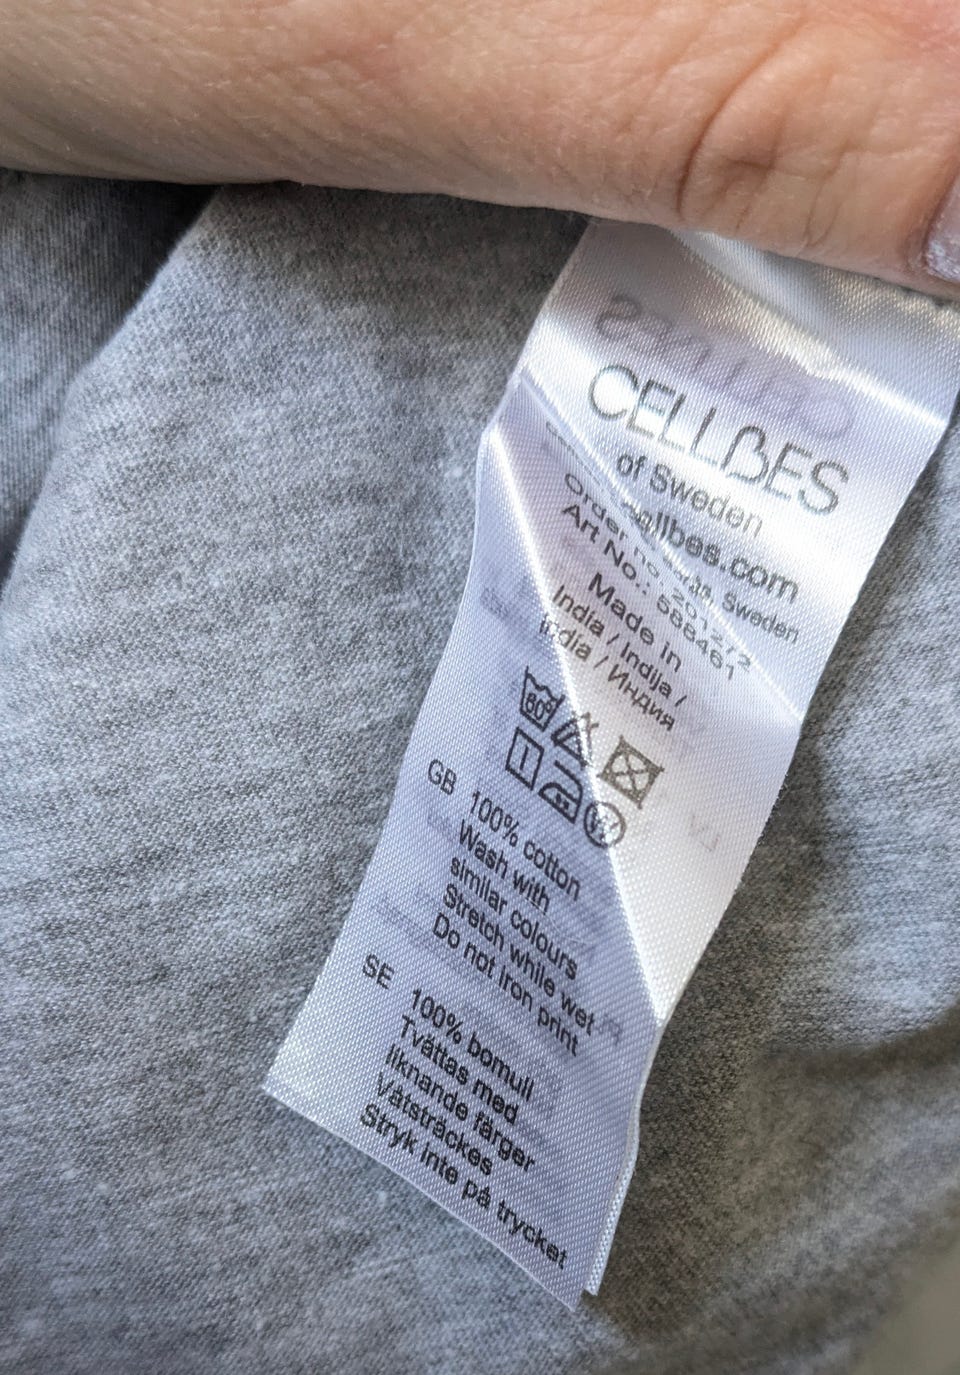 CELLBES
of Sweden
cellbes.com
Sweden
Order no. 201272
Art No.: 588461
Made in
India / Indija /
India / Индия
60°
GB 100% cotton
Wash with
similar colours
Stretch while wet
Do not iron print
SE 100% bomull
Tvättas med
liknande färger
Våtsträckes
Stryk inte på trycket